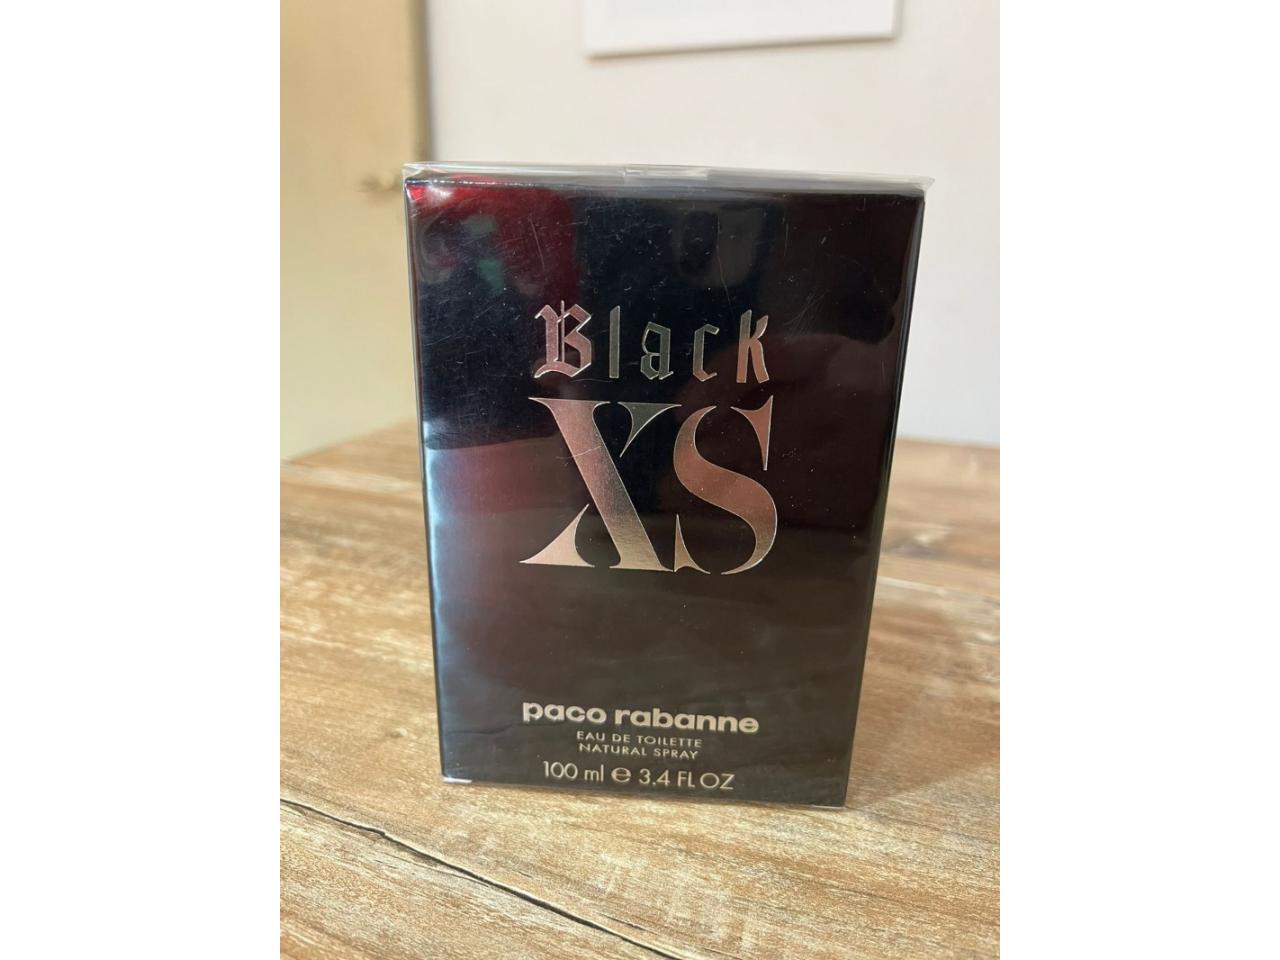 Black
XS
paco rabanne
EAU DE TOILETTE
NATURAL SPRAY
100 ml ℮ 3.4 FL OZ